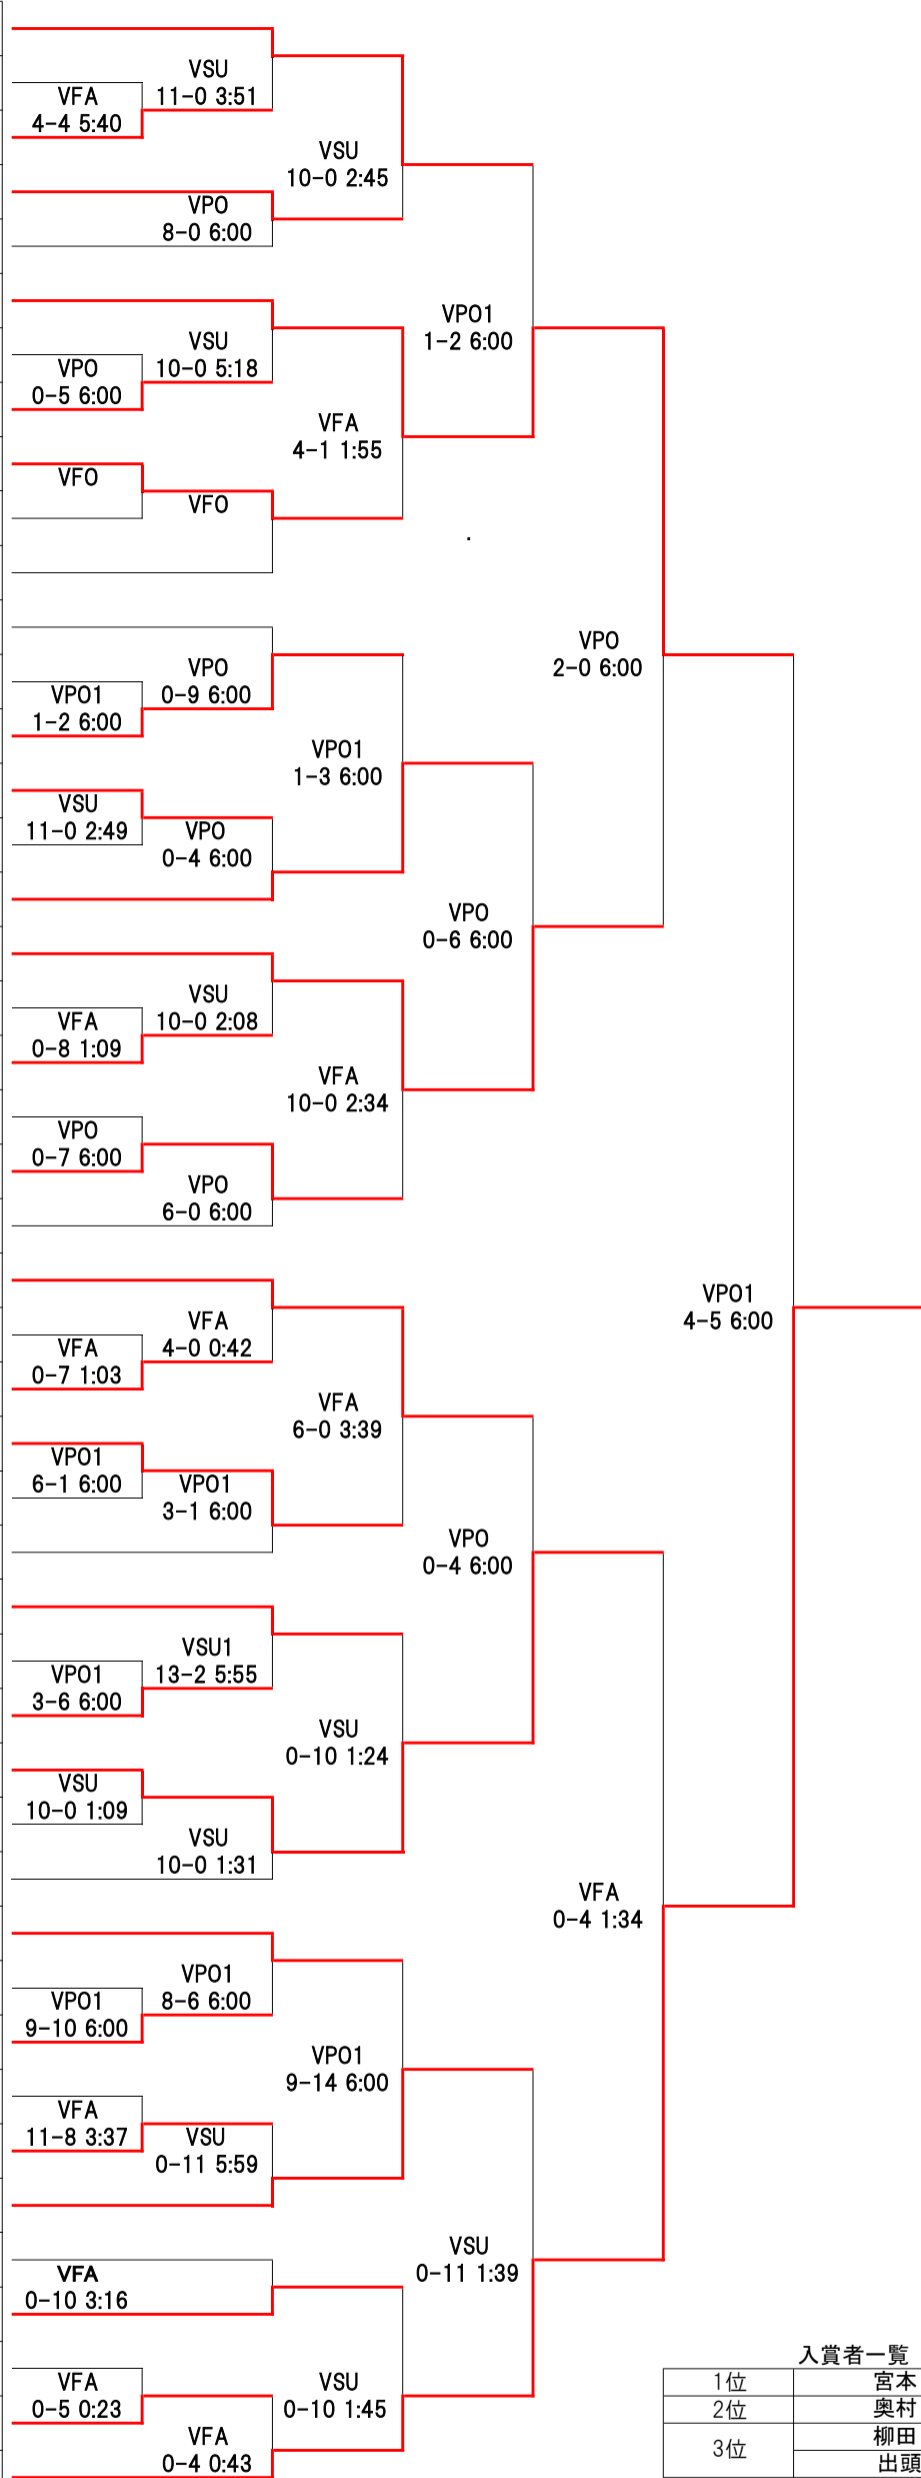 VSU
11-0 3:51
VFA
4-4 5:40
VSU
10-0 2:45
VPO
8-0 6:00
VPO1
1-2 6:00
VSU
10-0 5:18
VPO
0-5 6:00
VFA
4-1 1:55
VFO
VFO
VPO
2-0 6:00
VPO
0-9 6:00
VPO1
1-2 6:00
VPO1
1-3 6:00
VSU
11-0 2:49
VPO
0-4 6:00
VPO
0-6 6:00
VSU
10-0 2:08
VFA
0-8 1:09
VFA
10-0 2:34
VPO
0-7 6:00
VPO
6-0 6:00
VPO1
4-5 6:00
VFA
4-0 0:42
VFA
0-7 1:03
VFA
6-0 3:39
VPO1
6-1 6:00
VPO1
3-1 6:00
VPO
0-4 6:00
VSU1
13-2 5:55
VPO1
3-6 6:00
VSU
0-10 1:24
VSU
10-0 1:09
VSU
10-0 1:31
VFA
0-4 1:34
VPO1
8-6 6:00
VPO1
9-10 6:00
VPO1
9-14 6:00
VFA
11-8 3:37
VSU
0-11 5:59
VSU
0-11 1:39
VFA
0-10 3:16
VFA
0-5 0:23
VSU
0-10 1:45
VFA
0-4 0:43
入賞者一覧
1位 宮本
2位 奥村
3位 柳田
出頭